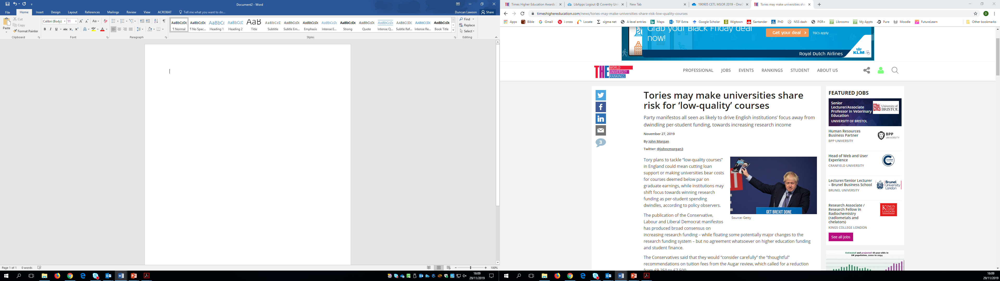 Document2 - Word
File Home Insert Design Layout References Mailings Review View ACROBAT Tell me what you want to do... Duncan Lawson Share
Paste
Cut
Copy
Format Painter
Clipboard
Calibri (Body) 11
Font
Paragraph
¶ Normal ¶ No Spac... Heading 1 Heading 2 Title Subtitle Subtle Em... Emphasis Intense E... Strong Quote Intense Q... Subtle Ref... Intense Re... Book Title
Styles
Find
Replace
Select
Editing
Page 1 of 1 0 words
100%
16:09
29/11/2019
Times Higher Education Awards LibApps Logout @ Coventry Uni New Tab 190905 CETL MSOR 2019 - One Tories may make universities sha
timeshighereducation.com/news/tories-may-make-universities-share-risk-low-quality-courses
Apps Bible Gmail i cross Locate sigma net A level entries Maps TEF Extra Google Scholar Wigtown Santander PhD NSS dash PGR+ Librooms My Appts Pure Moodle FutureLearn Other bookmarks
Grab your Black Friday deal
now!
Get your deal
T&Cs apply
Royal Dutch Airlines KLM
THE WORLD UNIVERSITY RANKINGS
PROFESSIONAL JOBS EVENTS RANKINGS STUDENT ABOUT US
Tories may make universities share
risk for ‘low-quality’ courses
Party manifestos all seen as likely to drive English institutions’ focus away from
dwindling per-student funding, towards increasing research income
November 27, 2019
By John Morgan
Twitter: @johncmorgan3
3
Tory plans to tackle “low-quality courses”
in England could mean cutting loan
support or making universities bear costs
for courses deemed below par on
graduate earnings, while institutions may
shift focus towards winning research
funding as per-student spending
dwindles, according to policy observers.
GET BREXIT DONE
Source: Getty
The publication of the Conservative,
Labour and Liberal Democrat manifestos
has produced broad consensus on
increasing research funding – while floating some potentially major changes to the
research funding system – but no agreement whatsoever on higher education funding
and student finance.
The Conservatives said that they would “consider carefully” the “thoughtful”
recommendations on tuition fees from the Augar review, which called for a reduction
from £9,250 to £7,500
FEATURED JOBS
Senior
Lecturer/Associate
Professor in Veterinary
Education
UNIVERSITY OF BRISTOL
University of
BRISTOL
Human Resources
Business Partner
BPP UNIVERSITY
BPP
UNIVERSITY
Head of Web and User
Experience
CRANFIELD UNIVERSITY
Cranfield
Lecturer/Senior Lecturer
– Brunel Business School
BRUNEL UNIVERSITY
Brunel
University
London
Research Associate /
Research Fellow in
Radiochemistry
(radiometals and
chelators)
KINGS COLLEGE LONDON
KING'S
College
LONDON
See all jobs
Estimated and projected 18-year-olds in
UK population, 2000 to 2034
16:09
29/11/2019